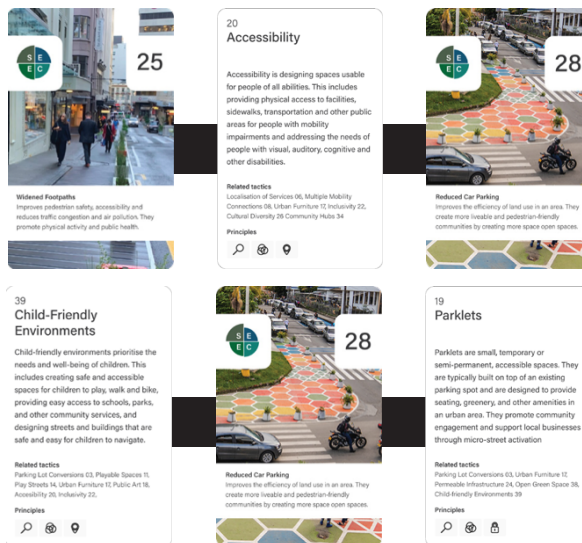 S E
E C
25
Widened Footpaths
Improves padestrian safety, accessibility and
reduces traffic congestion and air pollution. They
promote physical activity and public health.
20
Accessibility
Accessibility is designing spaces usable
for people of all abilities. This includes
providing physical access to facilities,
sidewalks, transportation and other public
areas for people with mobility
impairments and addressing the needs of
people with visual, auditory, cognitive and
other disabilities.
Related tactics
Localisation of Services 06, Multiple Mobility
Connections 08, Urban Furniture 17, Inclusivity 22,
Cultural Diversity 26 Community Hubs 34
Principles
S E
E C
28
Reduced Car Parking
Improves the efficiency of land use in an area. They
create more liveable and pedestrian-friendly
communities by creating more space open spaces.
39
Child-Friendly
Environments
Child-friendly environments prioritise the
needs and well-being of children. This
includes creating safe and accessible
spaces for children to play, walk and bike,
providing easy access to schools, parks,
and other community services, and
designing streets and buildings that are
safe and easy for children to navigate.
Related tactics
Parking Lot Conversions 03, Playable Spaces 11,
Play Streets 14, Urban Furniture 17, Public Art 18,
Accesibility 20, Inclusivity 22,
Principles
S E
E C
28
Reduced Car Parking
Improves the efficiency of land use in an area. They
create more liveable and pedestrian-friendly
communities by creating more space open spaces.
19
Parklets
Parklets are small, temporary or
semi-permanent, accessible spaces. They
are typically built on top of an existing
parking spot and are designed to provide
seating, greenery, and other amenities in
an urban area. They promote community
engagement and support local businesses
through micro-street activation
Related tactics
Parking Lot Conversions 03, Urban Furniture 17,
Permeable Infrastructure 24, Open Green Space 38,
Child-friendly Environments 39
Principles